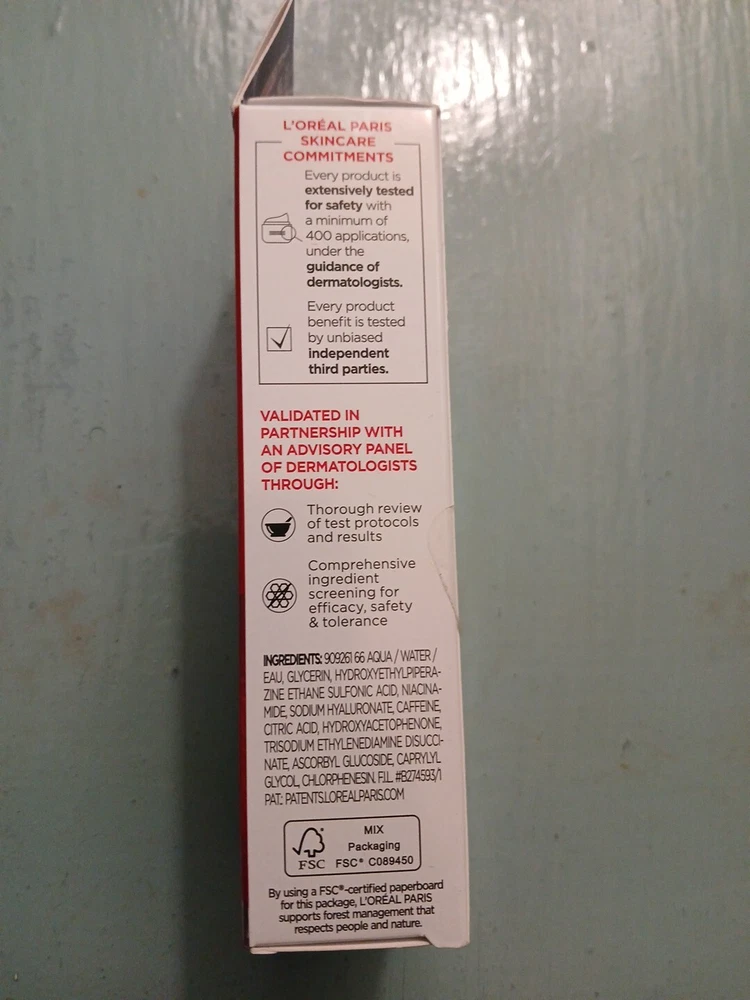 L'ORÉAL PARIS
SKINCARE
COMMITMENTS
Every product is
extensively tested
for safety with
a minimum of
400 applications,
under the
guidance of
dermatologists.
Every product
benefit is tested
by unbiased
independent
third parties.
VALIDATED IN
PARTNERSHIP WITH
AN ADVISORY PANEL
OF DERMATOLOGISTS
THROUGH:
Thorough review
of test protocols
and results
Comprehensive
ingredient
screening for
efficacy, safety
& tolerance
INGREDIENTS: 909261 66 AQUA / WATER /
EAU, GLYCERIN, HYDROXYETHYLPIPERA-
ZINE ETHANE SULFONIC ACID, NIACINA-
MIDE, SODIUM HYALURONATE, CAFFEINE,
CITRIC ACID, HYDROXYACETOPHENONE,
TRISODIUM ETHYLENEDIAMINE DISUCCI-
NATE, ASCORBYL GLUCOSIDE, CAPRYLYL
GLYCOL, CHLORPHENESIN. F.I.L. #B274593/1
PAT.: PATENTS.LOREALPARIS.COM
FSC
MIX
Packaging
FSC® C089450
By using a FSC®-certified paperboard
for this package, L'ORÉAL PARIS
supports forest management that
respects people and nature.